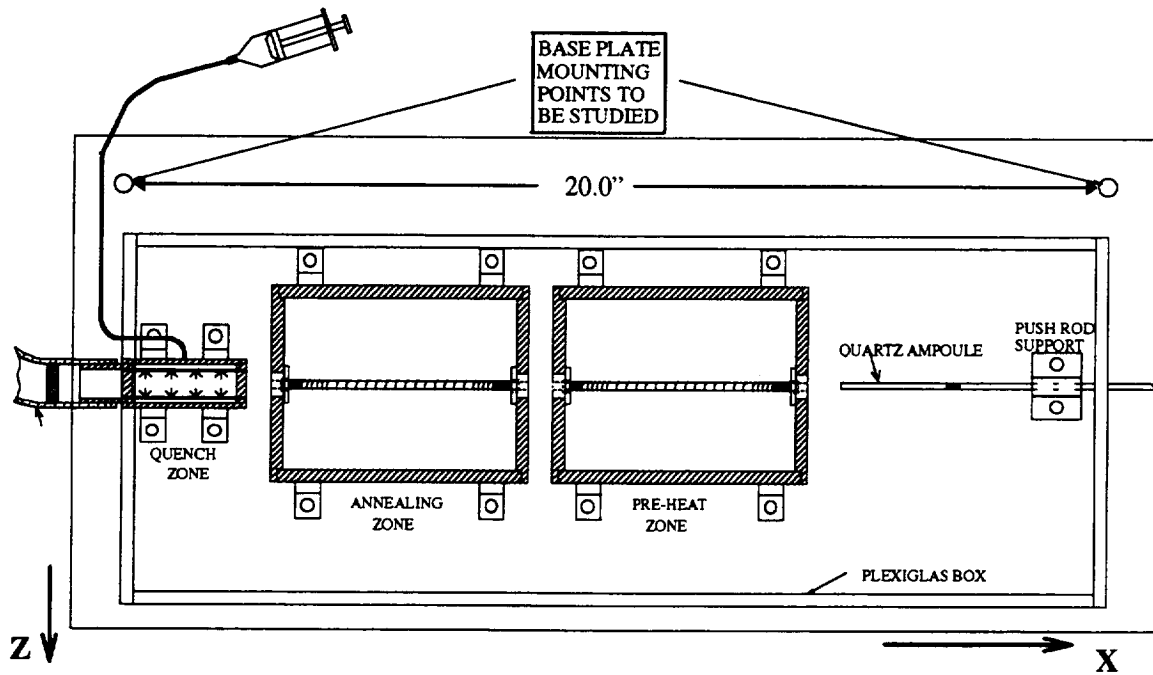 BASE PLATE
MOUNTING
POINTS TO
BE STUDIED
20.0"
PUSH ROD
SUPPORT
QUARTZ AMPOULE
QUENCH
ZONE
ANNEALING
ZONE
PRE-HEAT
ZONE
PLEXIGLAS BOX
Z
X